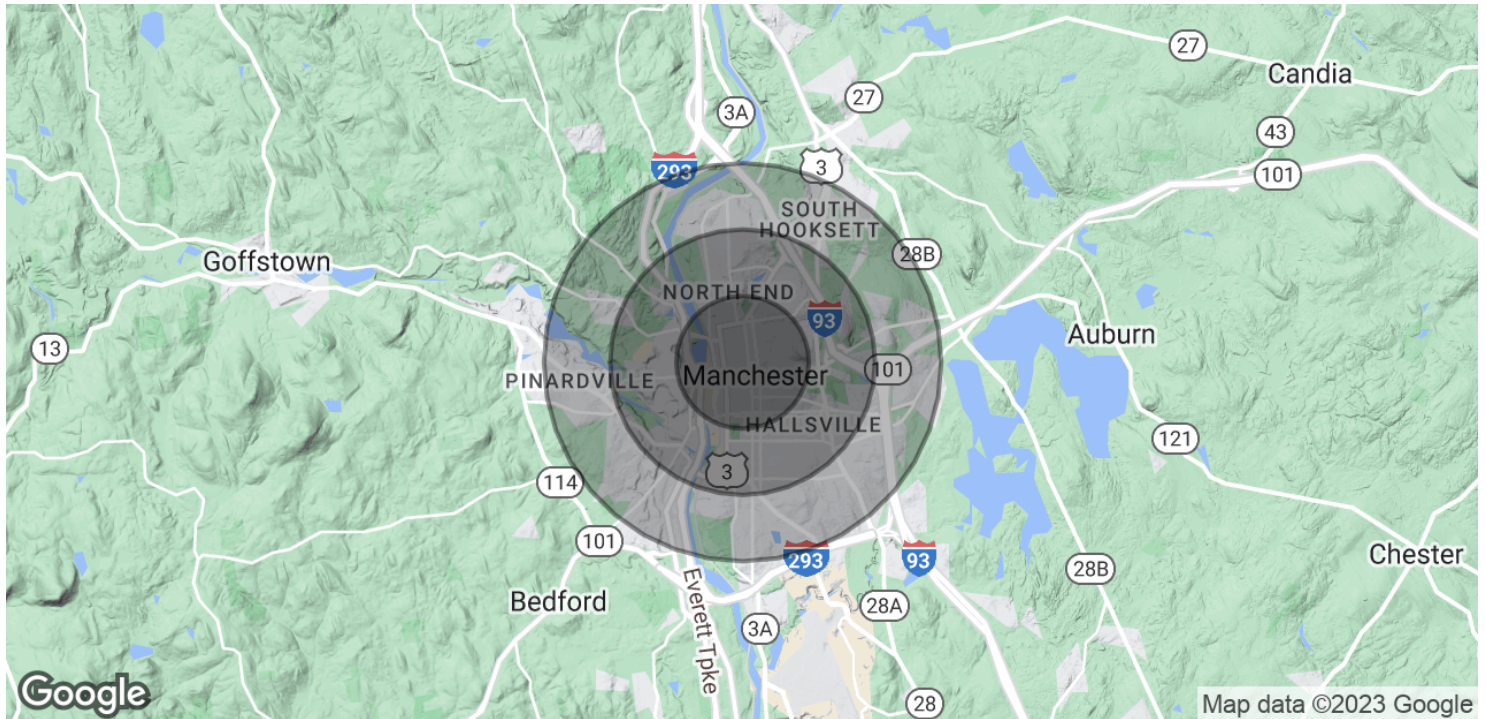 27
Candia
27
3A
43
3
293
101
SOUTH
HOOKSETT
28B
Goffstown
NORTH END
93
Auburn
13
101
Manchester
PINARDVILLE
HALLSVILLE
121
3
114
101
293
93
Chester
28B
Everett Tpke
Bedford
28A
3A
Google
28
Map data ©2023 Google